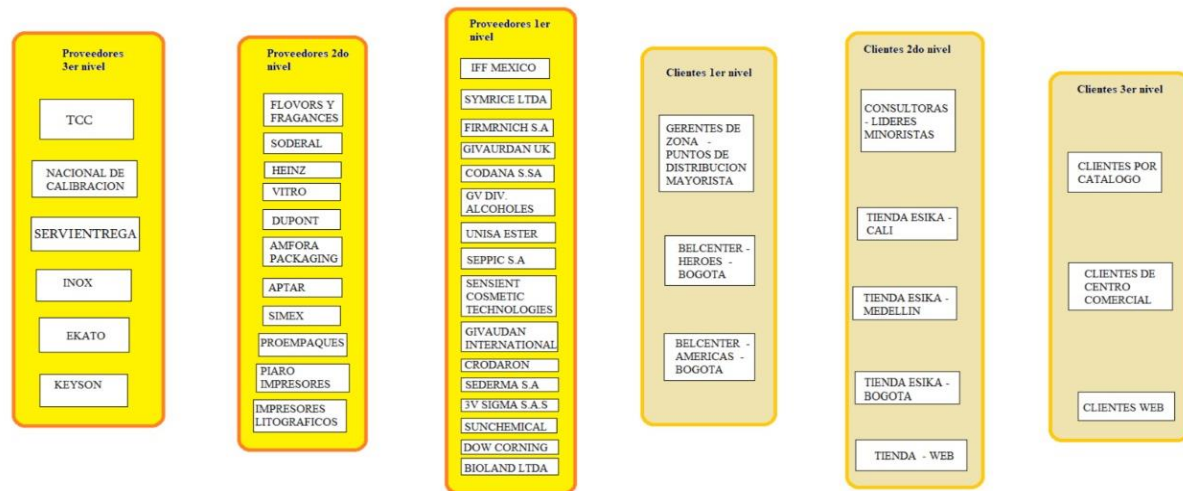 Proveedores
3er nivel
TCC
NACIONAL DE
CALIBRACION
SERVIENTREGA
INOX
EKATO
KEYSON
Proveedores 2do
nivel
FLOVORS Y
FRAGANCES
SODERAL
HEINZ
VITRO
DUPONT
AMFORA
PACKAGING
APTAR
SIMEX
PROEMPAQUES
PIARO
IMPRESORES
IMPRESORES
LITOGRAFICOS
Proveedores 1er
nivel
IFF MEXICO
SYMRICE LTDA
FIRMRNICH S.A
GIVAURDAN UK
CODANA S.SA
GV DIV.
ALCOHOLES
UNISA ESTER
SEPPIC S.A
SENSIENT
COSMETIC
TECHNOLOGIES
GIVAUDAN
INTERNATIONAL
CRODARON
SEDERMA S.A
3V SIGMA S.A.S
SUNCHEMICAL
DOW CORNING
BIOLAND LTDA
Clientes 1er nivel
GERENTES DE
ZONA -
PUNTOS DE
DISTRIBUCION
MAYORISTA
BELCENTER -
HEROES -
BOGOTA
BELCENTER -
AMERICAS -
BOGOTA
Clientes 2do nivel
CONSULTORAS
- LIDERES
MINORISTAS
TIENDA ESIKA -
CALI
TIENDA ESIKA -
MEDELLIN
TIENDA ESIKA -
BOGOTA
TIENDA - WEB
Clientes 3er nivel
CLIENTES POR
CATALOGO
CLIENTES DE
CENTRO
COMERCIAL
CLIENTES WEB